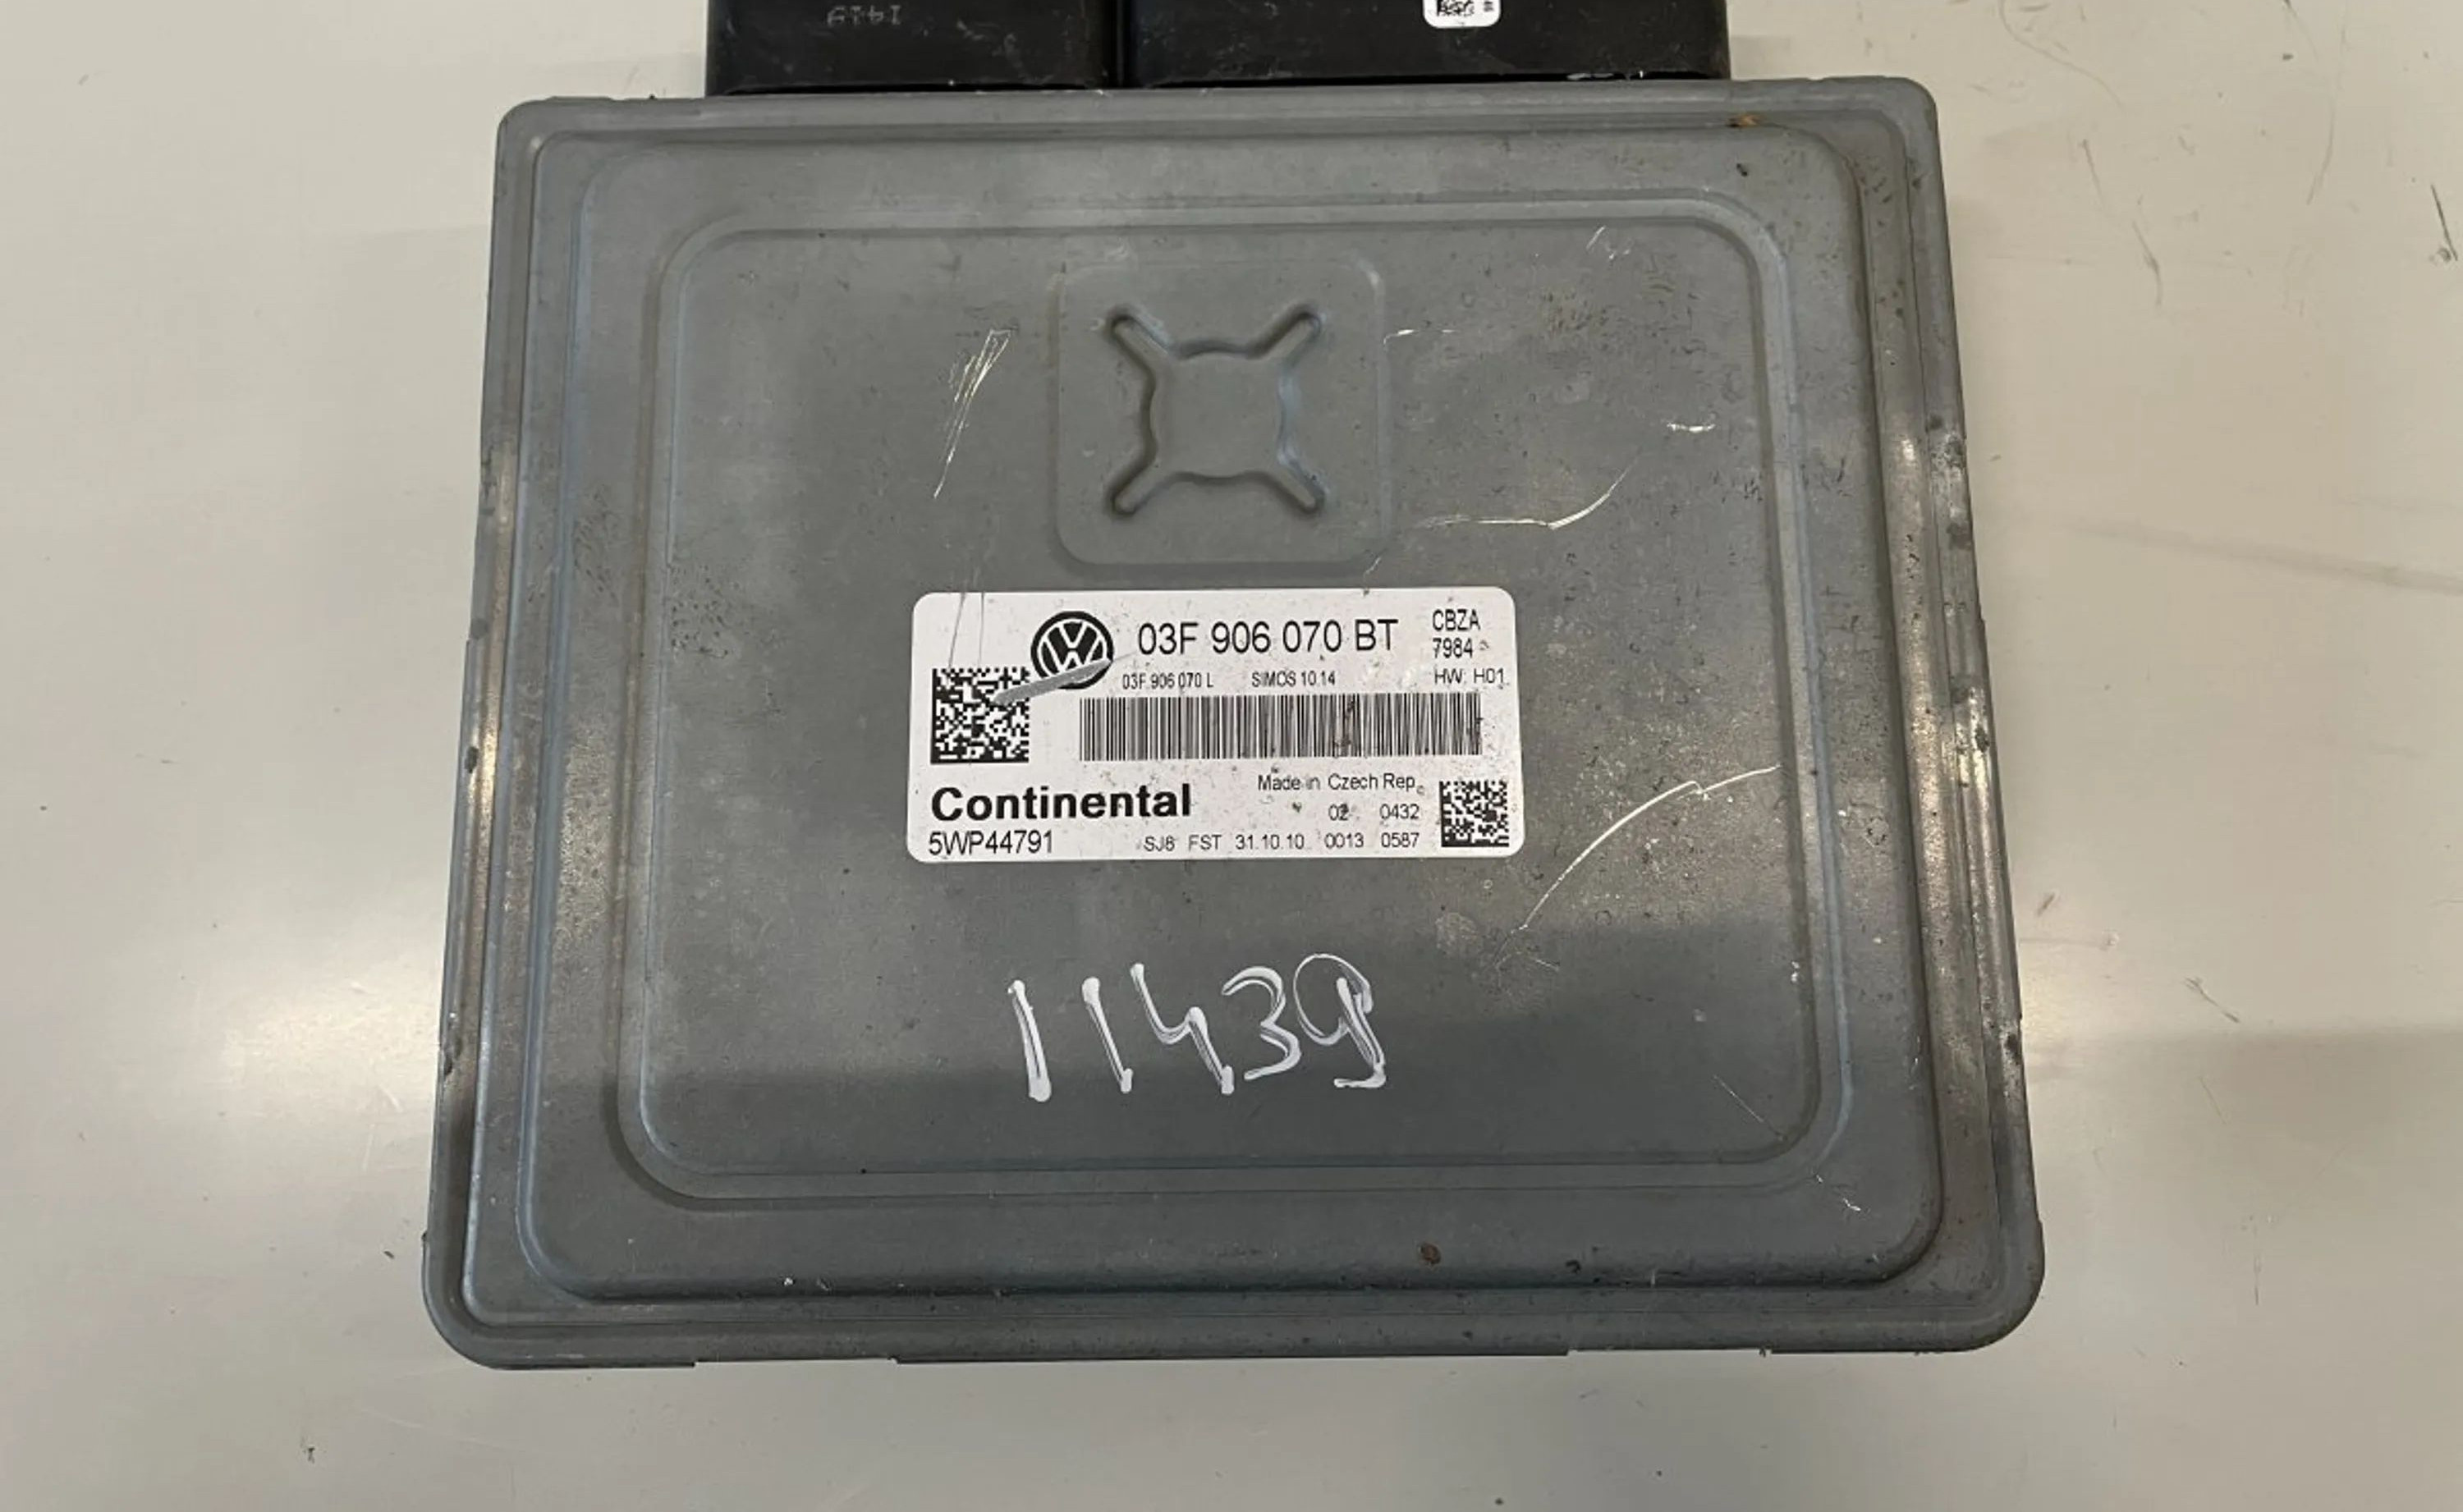 1419
03F 906 070 BT CBZA
7984
03F 906 070 L SIMOS 10.14 HW: H01
Made in Czech Rep.
Continental 02 0432
5WP44791 SJ8 FST 31.10.10 0013 0587
11439